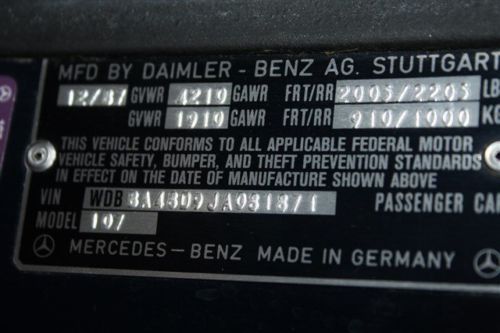 MFD BY DAIMLER - BENZ AG. STUTTGART
12/87 GVWR 4210 GAWR FRT/RR 2005/2205 LB
GVWR 1910 GAWR FRT/RR 910/1000 KG
THIS VEHICLE CONFORMS TO ALL APPLICABLE FEDERAL MOTOR
VEHICLE SAFETY, BUMPER, AND THEFT PREVENTION STANDARDS
IN EFFECT ON THE DATE OF MANUFACTURE SHOWN ABOVE
VIN WDB PASSENGER CA
MODEL 107
MERCEDES-BENZ MADE IN GERMANY